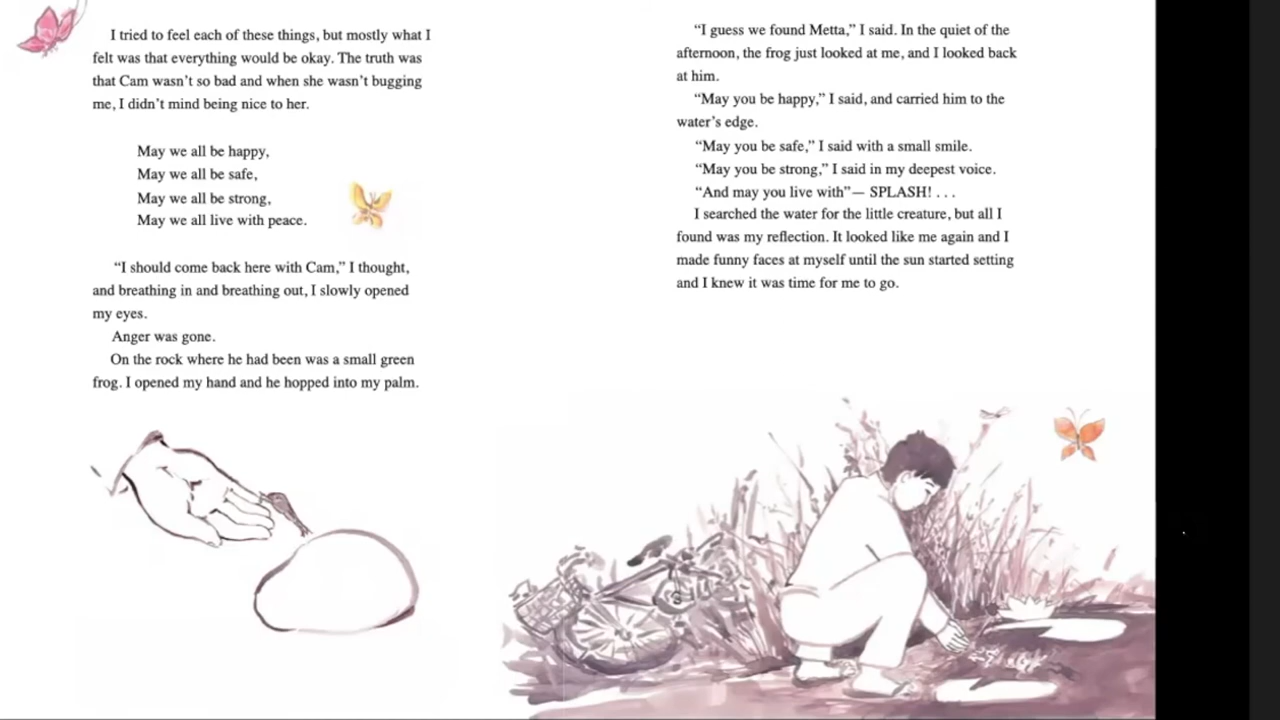 I tried to feel each of these things, but mostly what I
felt was that everything would be okay. The truth was
that Cam wasn't so bad and when she wasn't bugging
me, I didn't mind being nice to her.
May we all be happy,
May we all be safe,
May we all be strong,
May we all live with peace.
“I should come back here with Cam,” I thought,
and breathing in and breathing out, I slowly opened
my eyes.
Anger was gone.
On the rock where he had been was a small green
frog. I opened my hand and he hopped into my palm.
“I guess we found Metta,” I said. In the quiet of the
afternoon, the frog just looked at me, and I looked back
at him.
“May you be happy,” I said, and carried him to the
water’s edge.
“May you be safe,” I said with a small smile.
“May you be strong,” I said in my deepest voice.
“And may you live with”— SPLASH! . . .
I searched the water for the little creature, but all I
found was my reflection. It looked like me again and I
made funny faces at myself until the sun started setting
and I knew it was time for me to go.